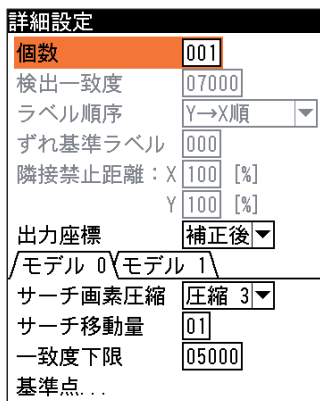 詳細設定
個数 001
検出一致度 07000
ラベル順序 Y→X順
ずれ基準ラベル 000
隣接禁止距離：X 100 [%]
Y 100 [%]
出力座標 補正後
モデル 0 モデル 1
サーチ画素圧縮 圧縮 3
サーチ移動量 01
一致度下限 05000
基準点...